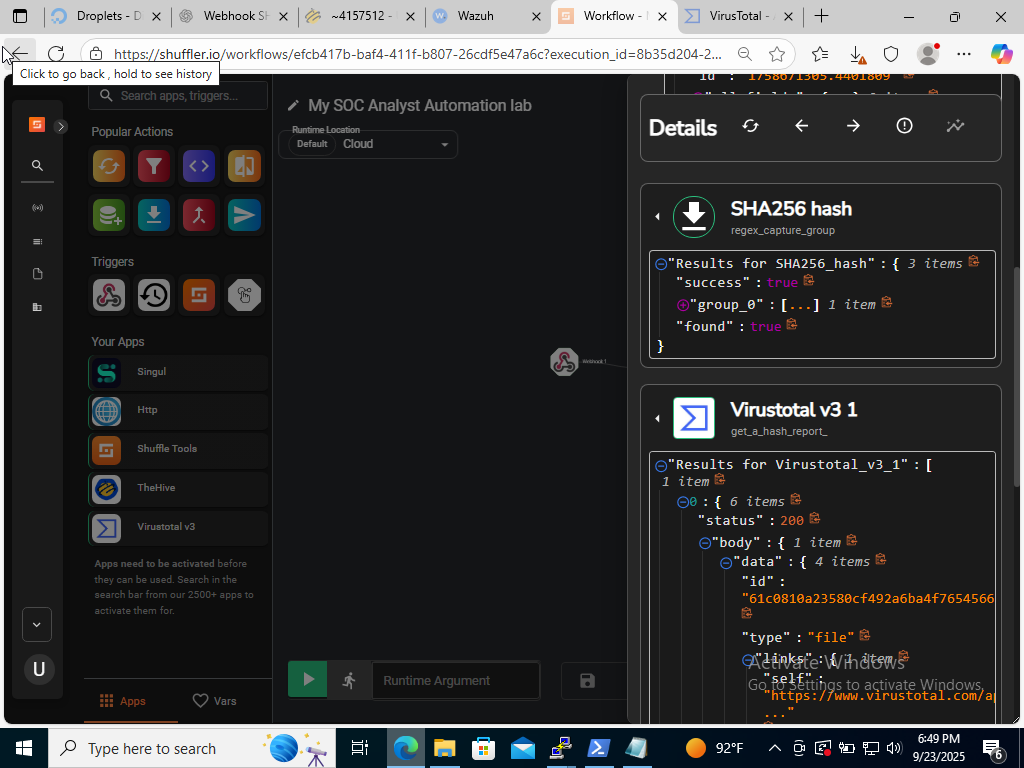 Droplets - D
Webhook SH
~4157512 -
Wazuh
Workflow - M
VirusTotal -
https://shuffler.io/workflows/efcb417b-baf4-411f-b807-26cdf5e47a6c?execution_id=8b35d204-2...
Click to go back , hold to see history
Search apps, triggers...
Popular Actions
Triggers
Your Apps
Singul
Http
Shuffle Tools
TheHive
Virustotal v3
Apps need to be activated before
they can be used. Search in the
search bar from our 2500+ apps to
activate them for.
U
Apps
Vars
My SOC Analyst Automation lab
Runtime Location
Default
Cloud
Webhook 1
Runtime Argument
id : "1758671305.4401809
Details
SHA256 hash
regex_capture_group
"Results for SHA256_hash" : { 3 items
"success" : true
"group_0" : [...] 1 item
"found" : true
}
Virustotal v3 1
get_a_hash_report_
"Results for Virustotal_v3_1" : [
1 item
0 : { 6 items
"status" : 200
"body" : { 1 item
"data" : { 4 items
"id" :
"61c0810a23580cf492a6ba4f7654566
"type" : "file"
"links" : { 1 item
"self" :
"https://www.virustotal.com/ap
..."
Activate Windows
Go to Settings to activate Windows.
Type here to search
92°F
6:49 PM
9/23/2025
6